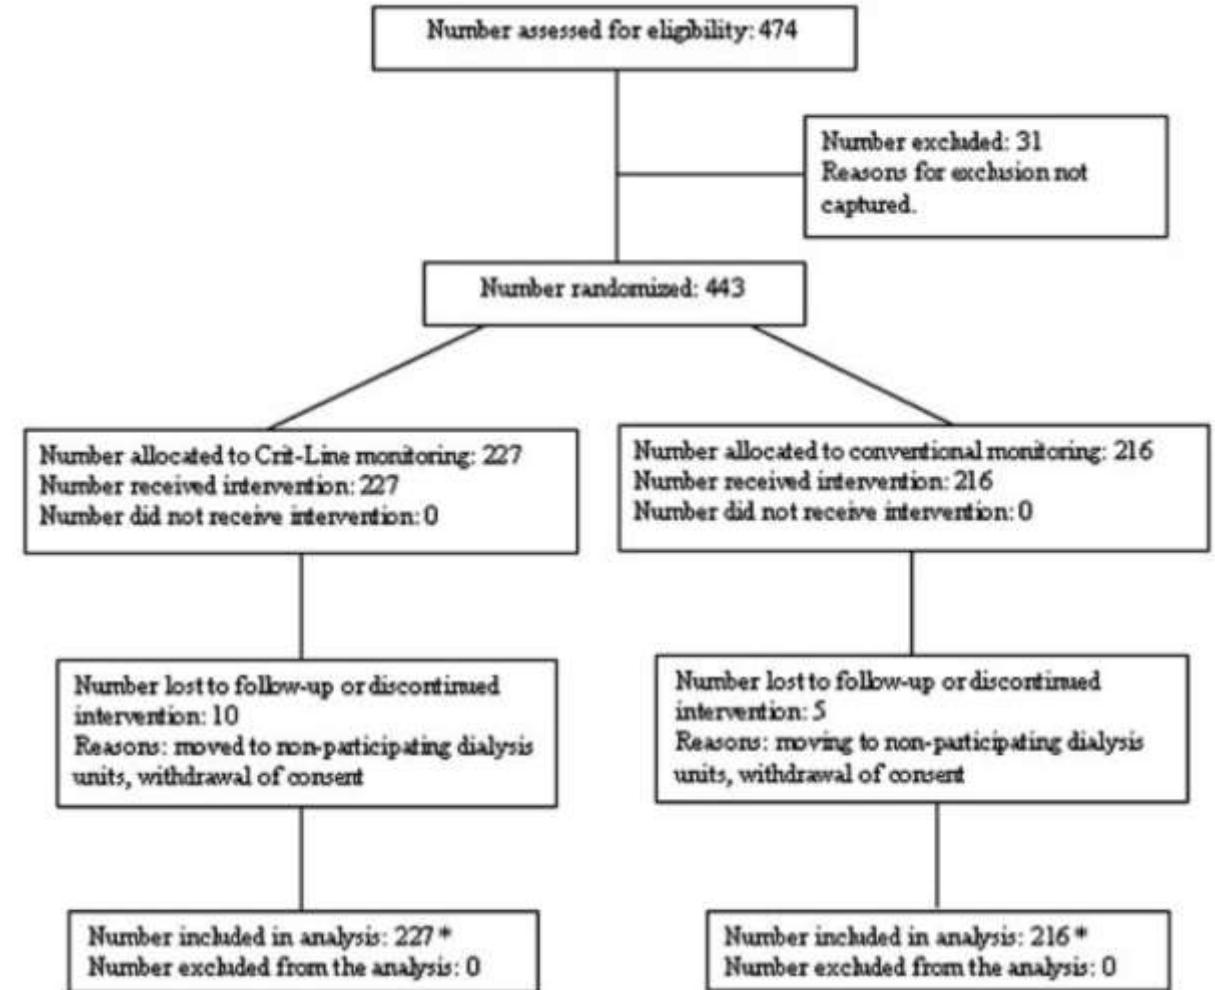 Number assessed for eligibility: 474
Number excluded: 31
Reasons for exclusion not
captured.
Number randomized: 443
Number allocated to Crit-Line monitoring: 227
Number received intervention: 227
Number did not receive intervention: 0
Number allocated to conventional monitoring: 216
Number received intervention: 216
Number did not receive intervention: 0
Number lost to follow-up or discontinued
intervention: 10
Reasons: moved to non-participating dialysis
units, withdrawal of consent
Number lost to follow-up or discontinued
intervention: 5
Reasons: moving to non-participating dialysis
units, withdrawal of consent
Number included in analysis: 227 *
Number excluded from the analysis: 0
Number included in analysis: 216 *
Number excluded from the analysis: 0